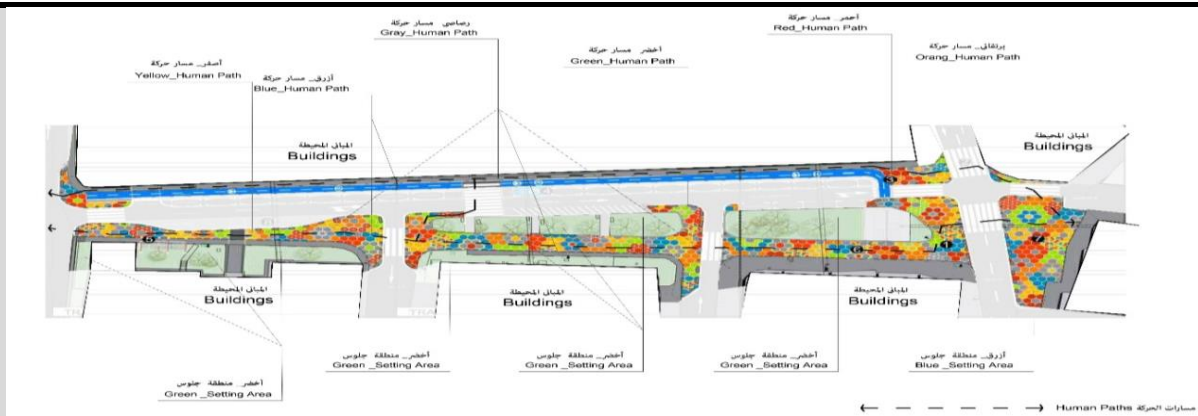 أحمر_ مسار حركة
Red_Human Path
رصاصي_ مسار حركة
Gray_Human Path
برتقالي_ مسار حركة
Orang_Human Path
أخضر_ مسار حركة
Green_Human Path
أصفر_ مسار حركة
Yellow_Human Path
أزرق_ مسار حركة
Blue_Human Path
المباني المحيطة
Buildings
المباني المحيطة
Buildings
المباني المحيطة
Buildings
المباني المحيطة
Buildings
المباني المحيطة
Buildings
أخضر_ منطقة جلوس
Green _Setting Area
أخضر_ منطقة جلوس
Green _Setting Area
أخضر_ منطقة جلوس
Green _Setting Area
أزرق_ منطقة جلوس
Blue _Setting Area
أخضر_ منطقة جلوس
Green _Setting Area
Human Paths مسارات الحركة